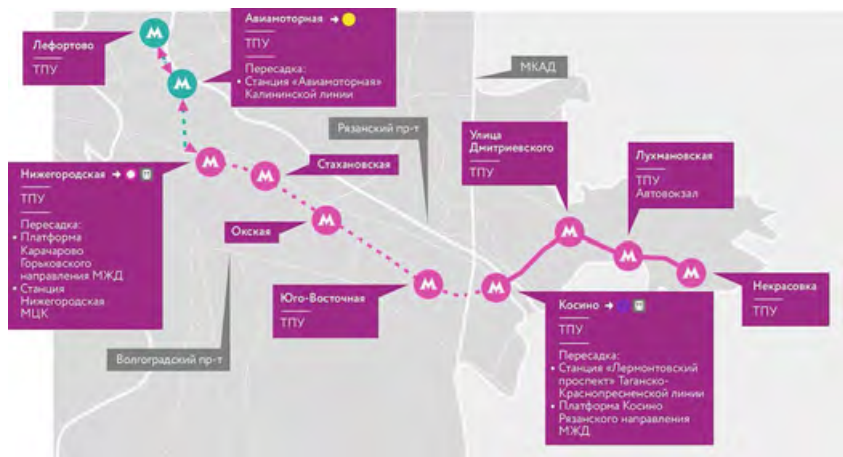 Лефортово
ТПУ
Авиамоторная →
ТПУ
Пересадка:
• Станция «Авиамоторная»
Калининской линии
МКАД
Рязанский пр-т
Улица
Дмитриевского
ТПУ
Лухмановская
ТПУ
Автовокзал
Нижегородская →
ТПУ
Пересадка:
• Платформа
Карачарово
Горьковского
направления МЖД
• Станция
Нижегородская
МЦК
Стахановская
Окская
Юго-Восточная
ТПУ
Косино →
ТПУ
Пересадка:
• Станция «Лермонтовский
проспект» Таганско-
Краснопресненской линии
• Платформа Косино
Рязанского направления
МЖД
Некрасовка
ТПУ
Волгоградский пр-т